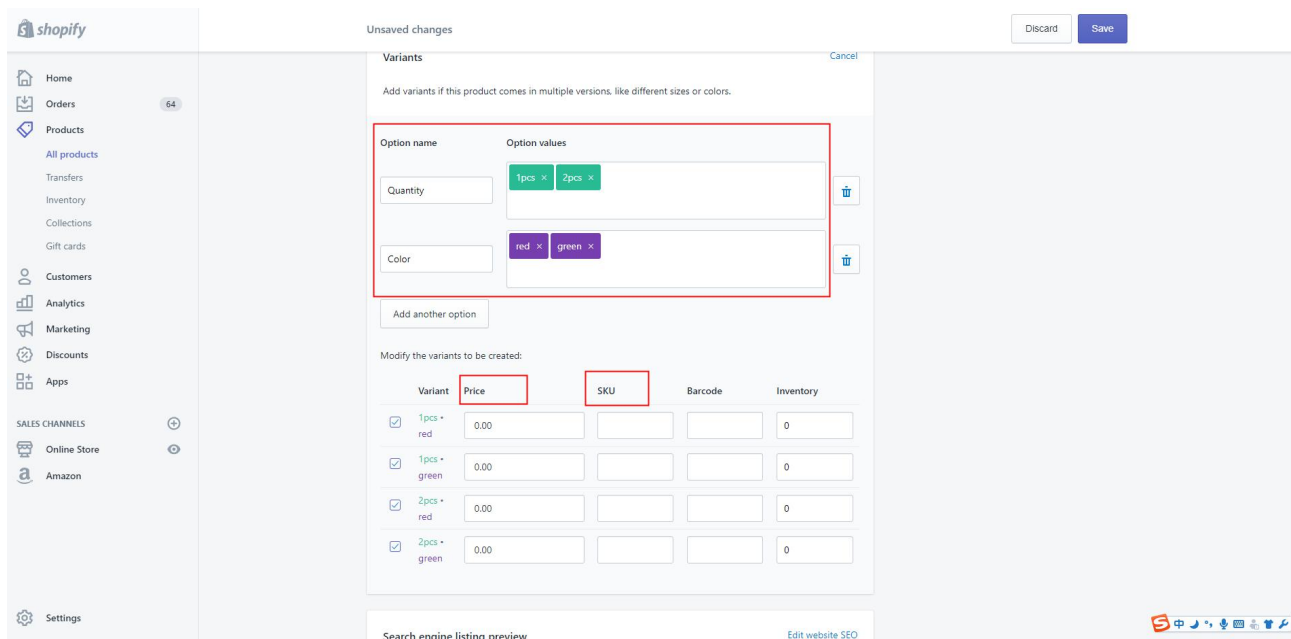 shopify
Unsaved changes
Discard
Save
Home
Orders
64
Products
All products
Transfers
Inventory
Collections
Gift cards
Customers
Analytics
Marketing
Discounts
Apps
SALES CHANNELS
Online Store
Amazon
Settings
Variants
Cancel
Add variants if this product comes in multiple versions, like different sizes or colors.
Option name Option values
Quantity 1pcs × 2pcs ×
Color red × green ×
Add another option
Modify the variants to be created:
Variant Price SKU Barcode Inventory
1pcs • 0.00 0
red
1pcs • 0.00 0
green
2pcs • 0.00 0
red
2pcs • 0.00 0
green
Search engine listing preview
Edit website SEO
中